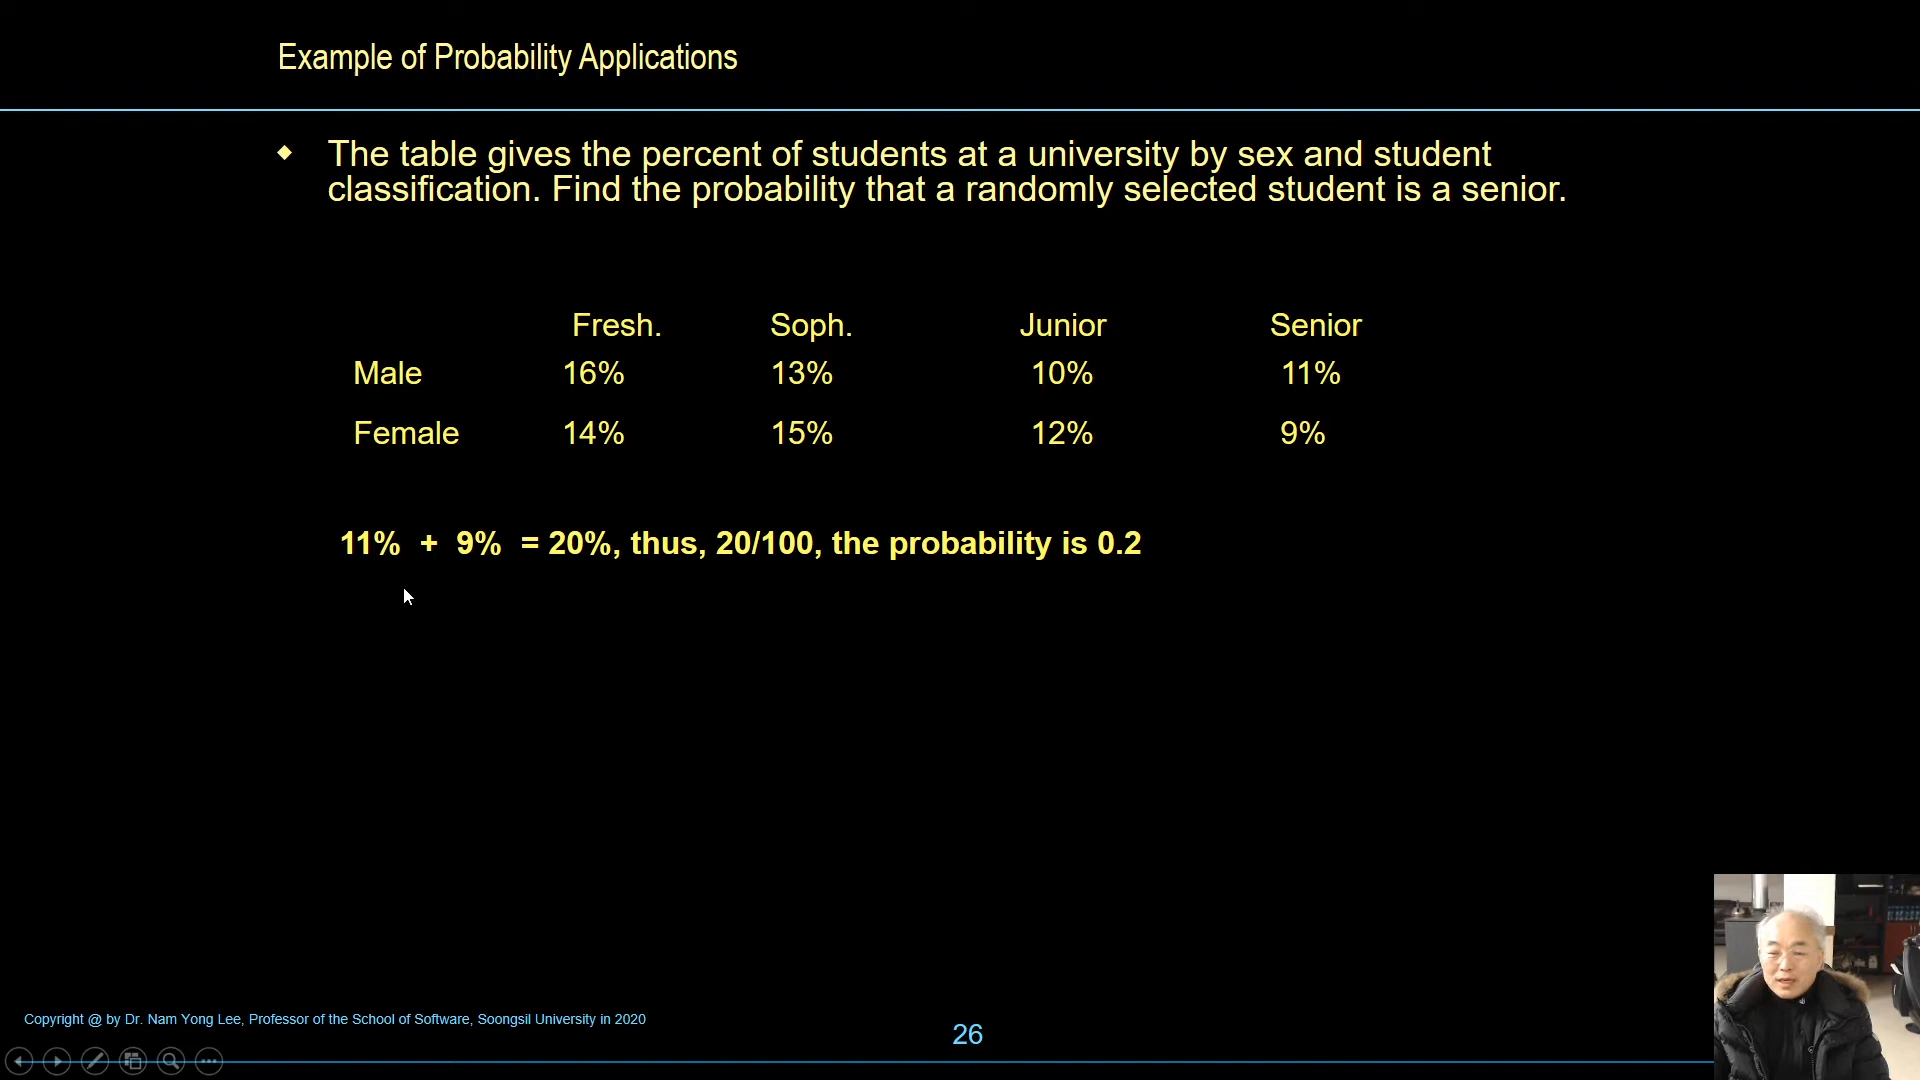 Example of Probability Applications
The table gives the percent of students at a university by sex and student
classification. Find the probability that a randomly selected student is a senior.
Fresh. Soph. Junior Senior
Male 16% 13% 10% 11%
Female 14% 15% 12% 9%
11% + 9% = 20%, thus, 20/100, the probability is 0.2
Copyright @ by Dr. Nam Yong Lee, Professor of the School of Software, Soongsil University in 2020
26